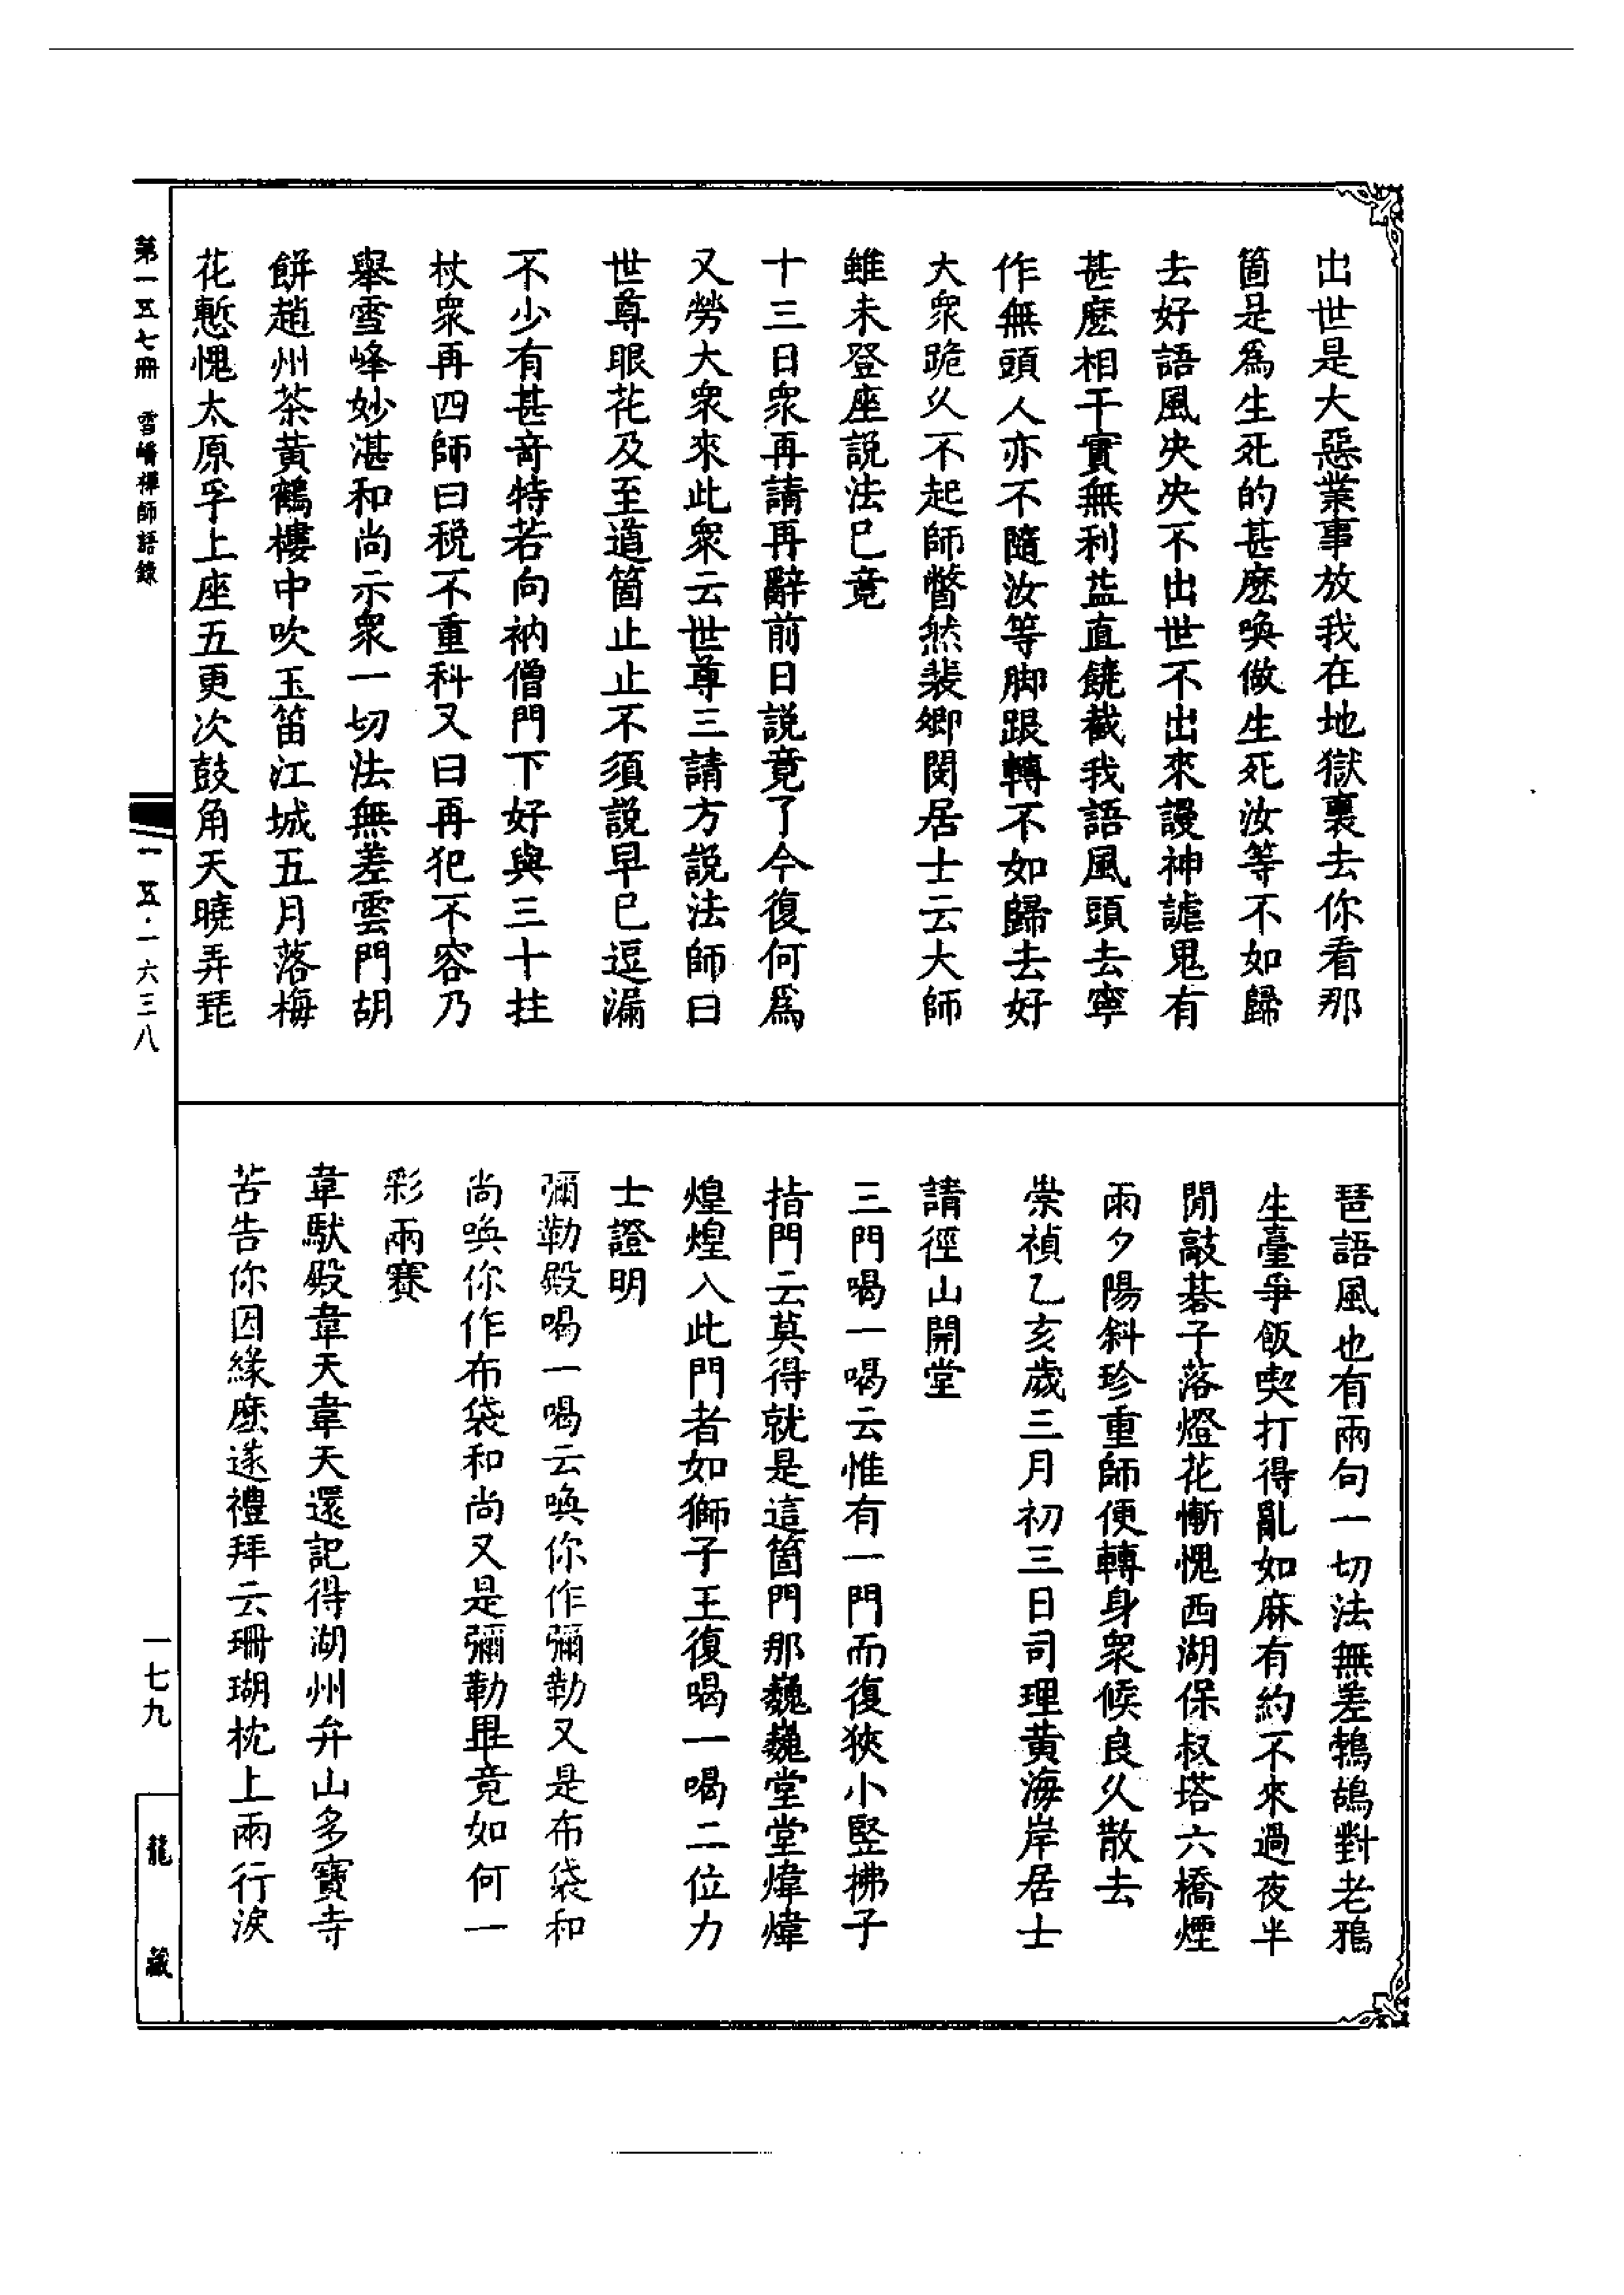 出世是大惡業事放我在地獄裏去你看那
箇是爲生死的甚麽喚做生死汝等不如歸
去好語風央央不出世不出來謾神謔鬼有
甚麽相干實無利益直饒截我語風頭去寧
作無頭人亦不隨汝等脚跟轉不如歸去好
大衆跪久不起師瞥然裴鄉閔居士云大師
雖未登座説法已竟
十三日衆再請再辭前日説竟了今復何爲
又勞大衆來此衆云世尊三請方説法師曰
世尊眼花及至道箇止止不須説早已逗漏
不少有甚竒特若向衲僧門下好與三十拄
杖衆再四師曰税不重科又曰再犯不容乃
舉雪峰妙湛和尚示衆一切法無差雲門胡
餅趙州茶黄鶴樓中吹玉笛江城五月落梅
花慙愧太原孚上座五更次鼓角天曉弄琵
琶語風也有兩句一切法無差鵓鴣對老鴉
生臺爭飯喫打得亂如麻有約不來過夜半
閒敲碁子落燈花慚愧西湖保叔塔六橋煙
雨夕陽斜珍重師便轉身衆候良久散去
崇禎乙亥歲三月初三日司理黄海岸居士
請徑山開堂
三門喝一喝云惟有一門而復狹小竪拂子
指門云莫得就是這箇門那巍巍堂堂煒煒
煌煌入此門者如獅子王復喝一喝二位力
士證明
彌勒殿喝一喝云喚你作彌勒又是布袋和
尚喚你作布袋和尚又是彌勒畢竟如何一
彩兩賽
韋馱殿韋天韋天還記得湖州弁山多寶寺
苦告你因緣麽遂禮拜云珊瑚枕上兩行淚
第一五七冊　雪嶠禪師語錄
一五·一六三八
一七九
龍藏